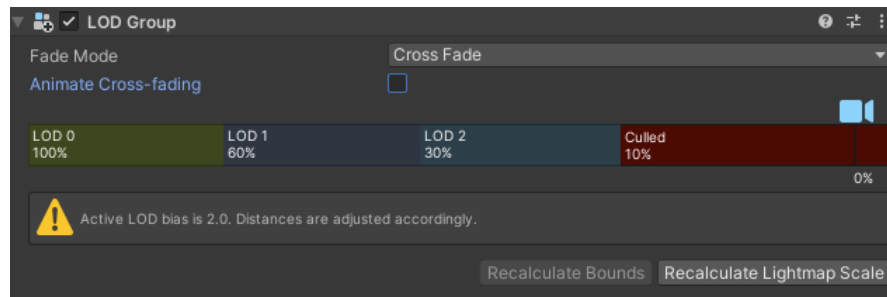 LOD Group
Fade Mode Cross Fade
Animate Cross-fading
LOD 0 LOD 1 LOD 2 Culled
100% 60% 30% 10%
0%
Active LOD bias is 2.0. Distances are adjusted accordingly.
Recalculate Bounds Recalculate Lightmap Scale